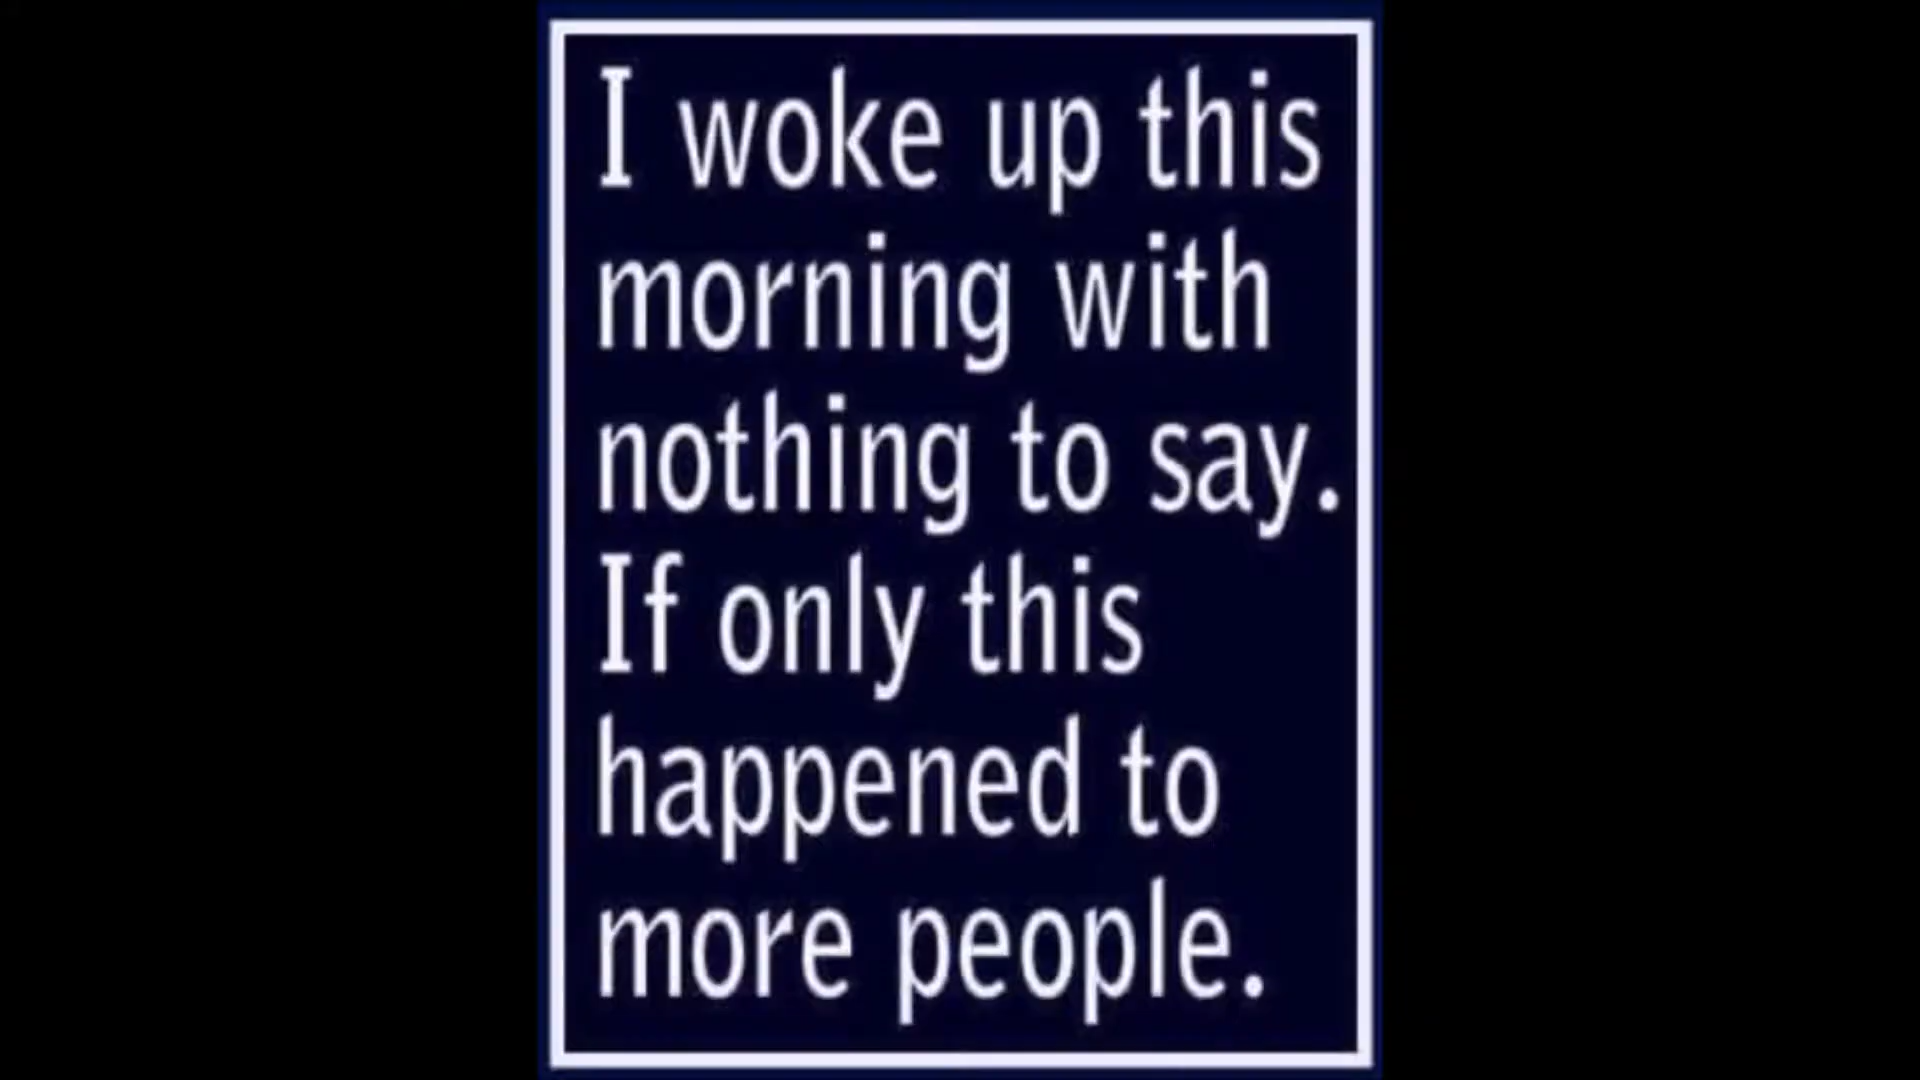 I woke up this
morning with
nothing to say.
If only this
happened to
more people.